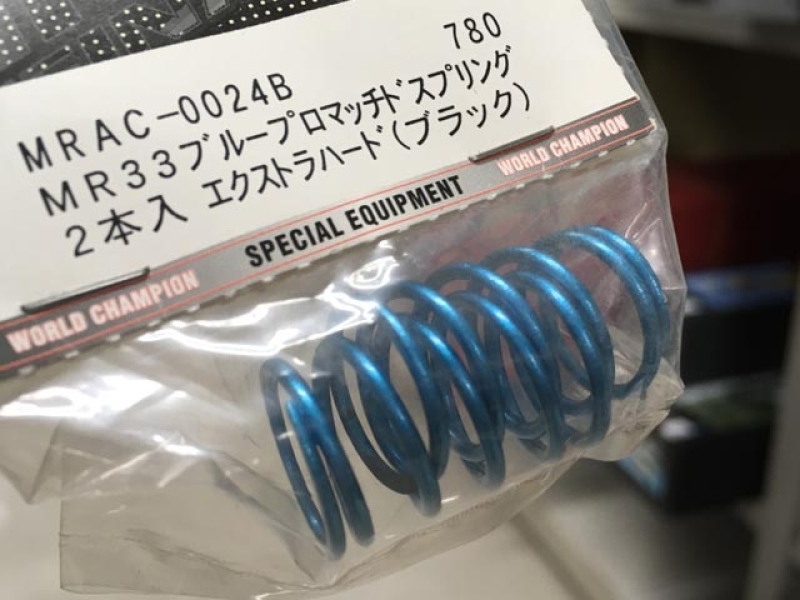 MRAC-0024B 780
MR33ブループロマッチドスプリング
2本入 エクストラハード(ブラック)
WORLD CHAMPION SPECIAL EQUIPMENT WORLD CHAMPION